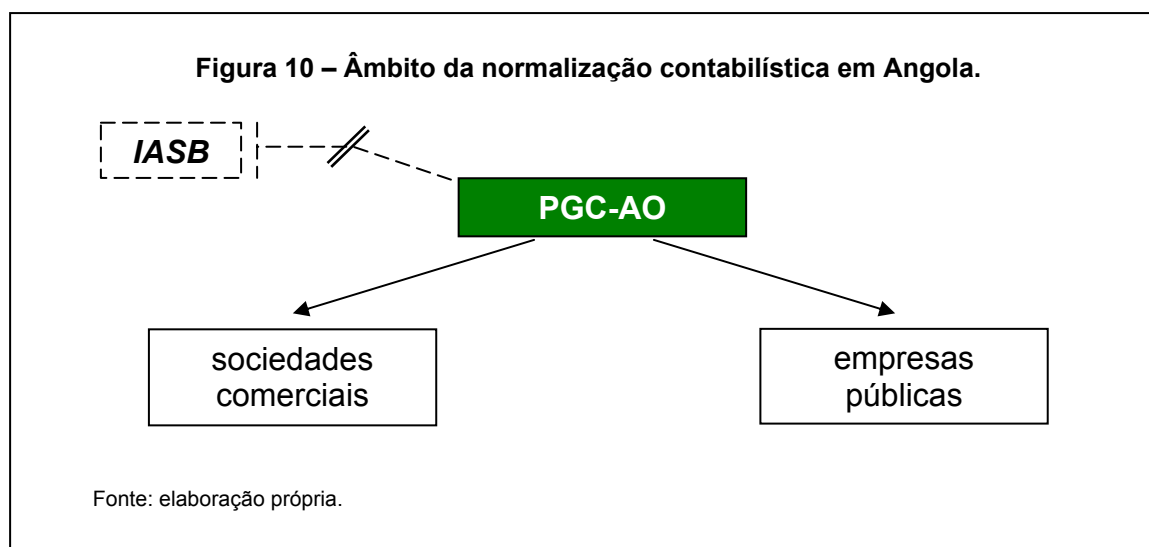 Figura 10 – Âmbito da normalização contabilística em Angola.
IASB
PGC-AO
sociedades
comerciais
empresas
públicas
Fonte: elaboração própria.